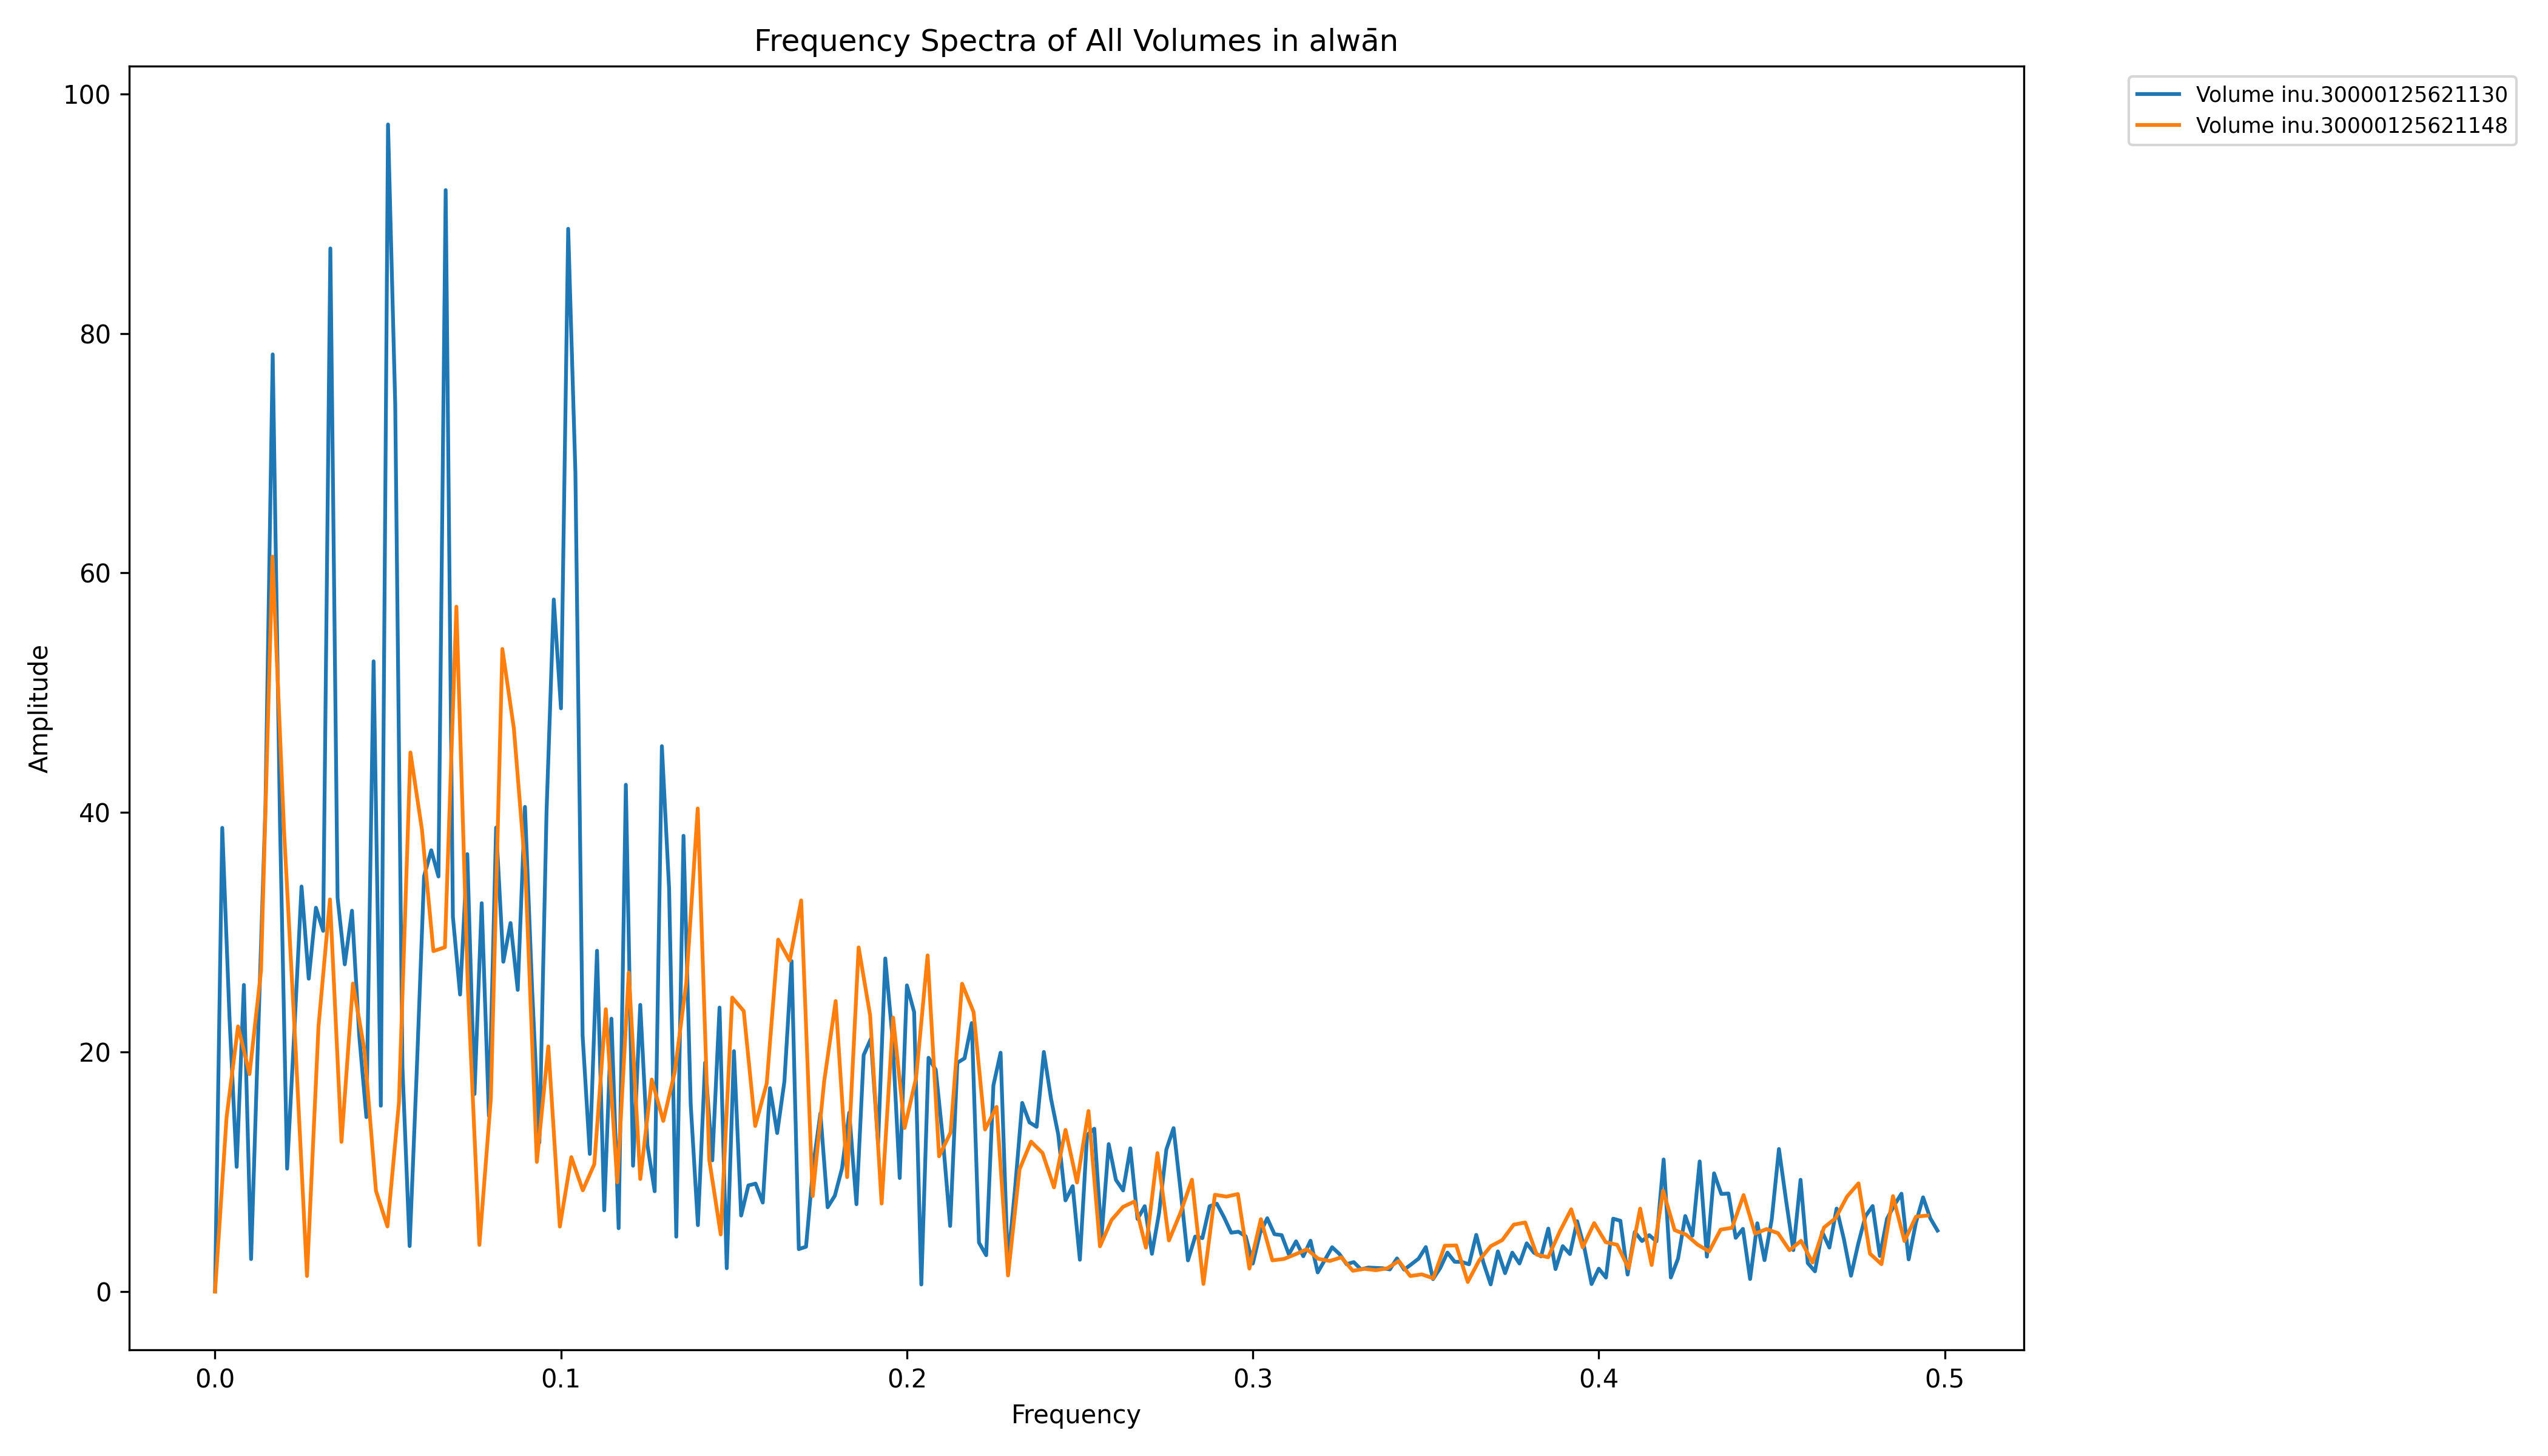 Frequency Spectra of All Volumes in alwān
Volume inu.30000125621130
Volume inu.30000125621148
100
80
60
40
20
0
Amplitude
0.0 0.1 0.2 0.3 0.4 0.5
Frequency